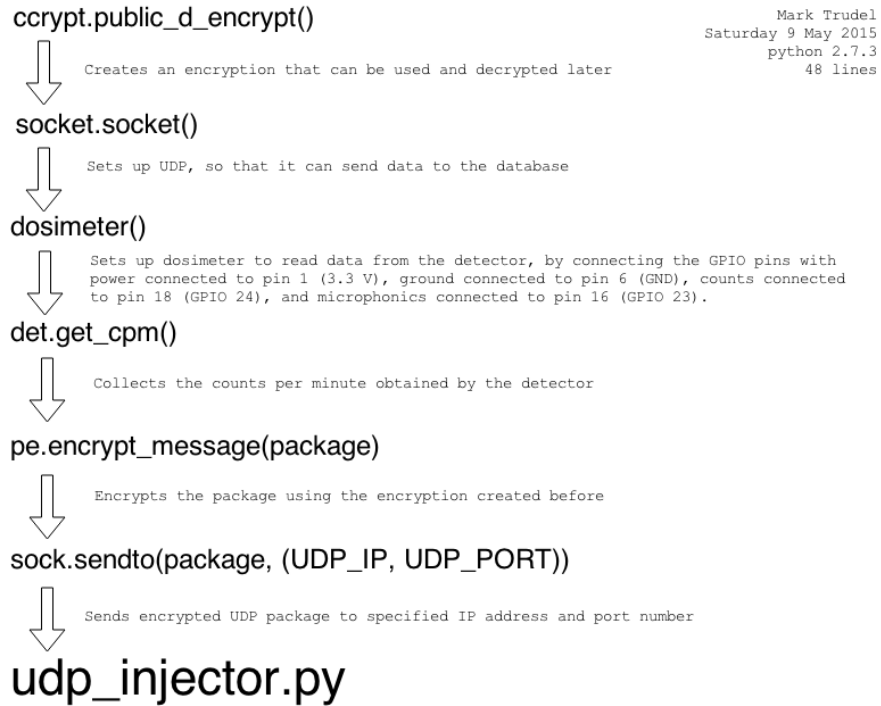 ccrypt.public_d_encrypt()
Mark Trudel
Saturday 9 May 2015
python 2.7.3
48 lines
Creates an encryption that can be used and decrypted later
socket.socket()
Sets up UDP, so that it can send data to the database
dosimeter()
Sets up dosimeter to read data from the detector, by connecting the GPIO pins with
power connected to pin 1 (3.3 V), ground connected to pin 6 (GND), counts connected
to pin 18 (GPIO 24), and microphonics connected to pin 16 (GPIO 23).
det.get_cpm()
Collects the counts per minute obtained by the detector
pe.encrypt_message(package)
Encrypts the package using the encryption created before
sock.sendto(package, (UDP_IP, UDP_PORT))
Sends encrypted UDP package to specified IP address and port number
udp_injector.py